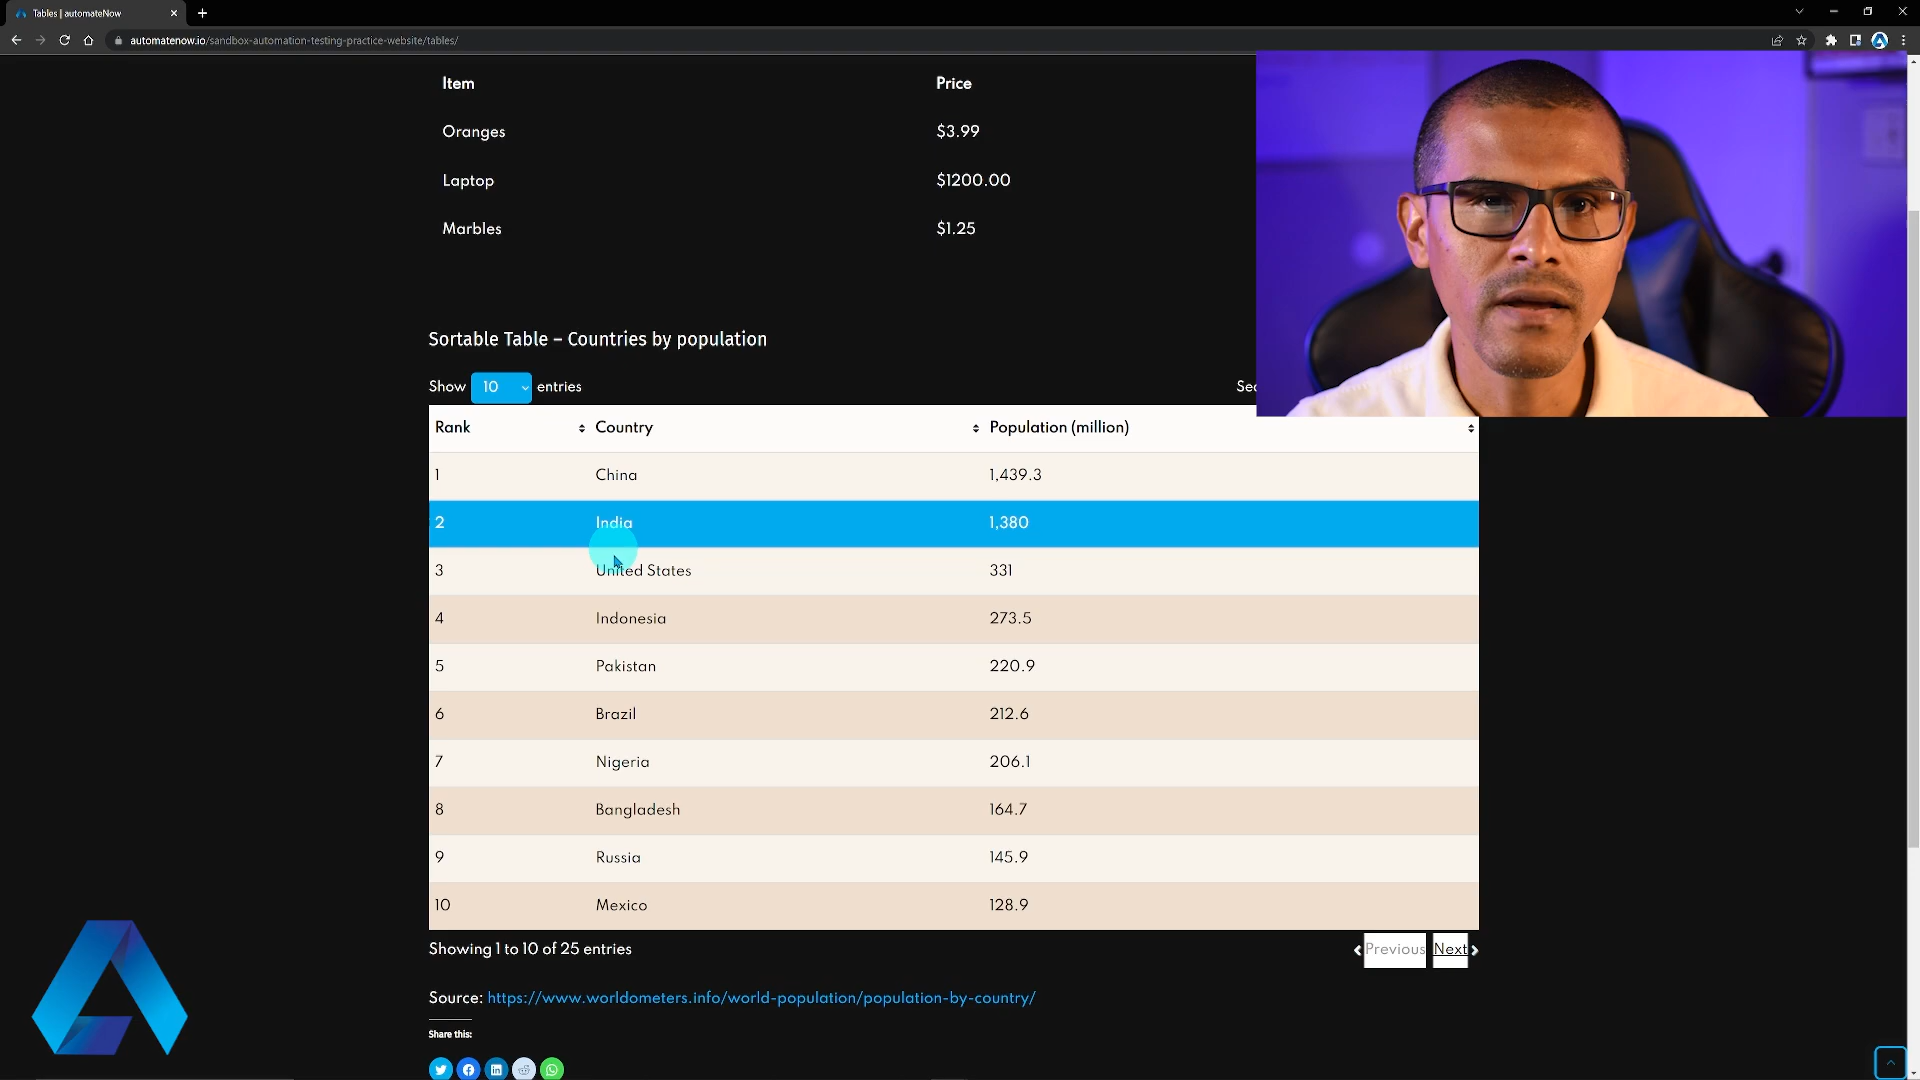 Tables | automateNow
automatenow.io/sandbox-automation-testing-practice-website/tables/
Item Price
Oranges $3.99
Laptop $1200.00
Marbles $1.25
Sortable Table – Countries by population
Show 10 entries
Rank Country Population (million)
1 China 1,439.3
2 India 1,380
3 United States 331
4 Indonesia 273.5
5 Pakistan 220.9
6 Brazil 212.6
7 Nigeria 206.1
8 Bangladesh 164.7
9 Russia 145.9
10 Mexico 128.9
Showing 1 to 10 of 25 entries
Previous Next
Source: https://www.worldometers.info/world-population/population-by-country/
Share this: